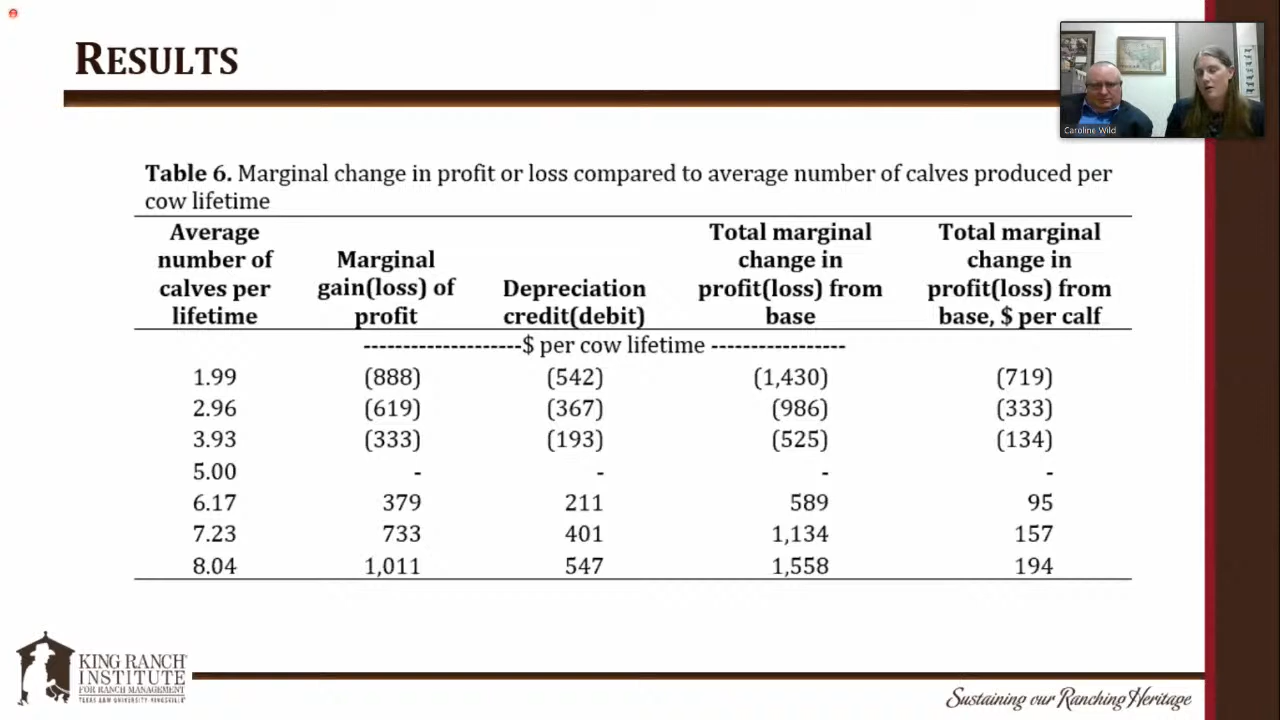 RESULTS
Caroline Wild
Table 6. Marginal change in profit or loss compared to average number of calves produced per
cow lifetime
Average number of calves per lifetime
Marginal gain(loss) of profit
Depreciation credit(debit)
Total marginal change in profit(loss) from base
Total marginal change in profit(loss) from base, $ per calf
-------------------$ per cow lifetime ----------------
1.99 (888) (542) (1,430) (719)
2.96 (619) (367) (986) (333)
3.93 (333) (193) (525) (134)
5.00 - - - -
6.17 379 211 589 95
7.23 733 401 1,134 157
8.04 1,011 547 1,558 194
KING RANCH
INSTITUTE
FOR RANCH MANAGEMENT
TEXAS A&M UNIVERSITY-KINGSVILLE
Sustaining our Ranching Heritage